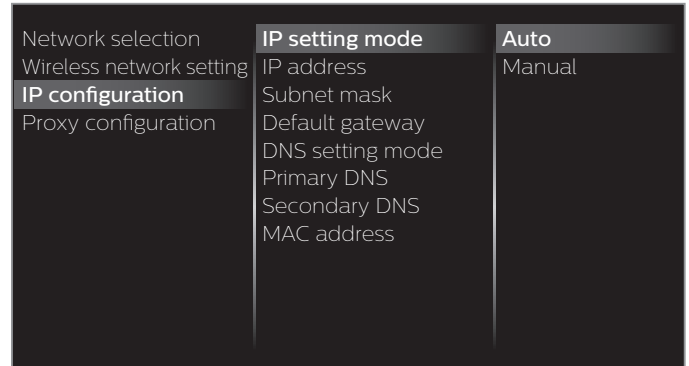 Network selection
Wireless network setting
IP configuration
Proxy configuration
IP setting mode
IP address
Subnet mask
Default gateway
DNS setting mode
Primary DNS
Secondary DNS
MAC address
Auto
Manual